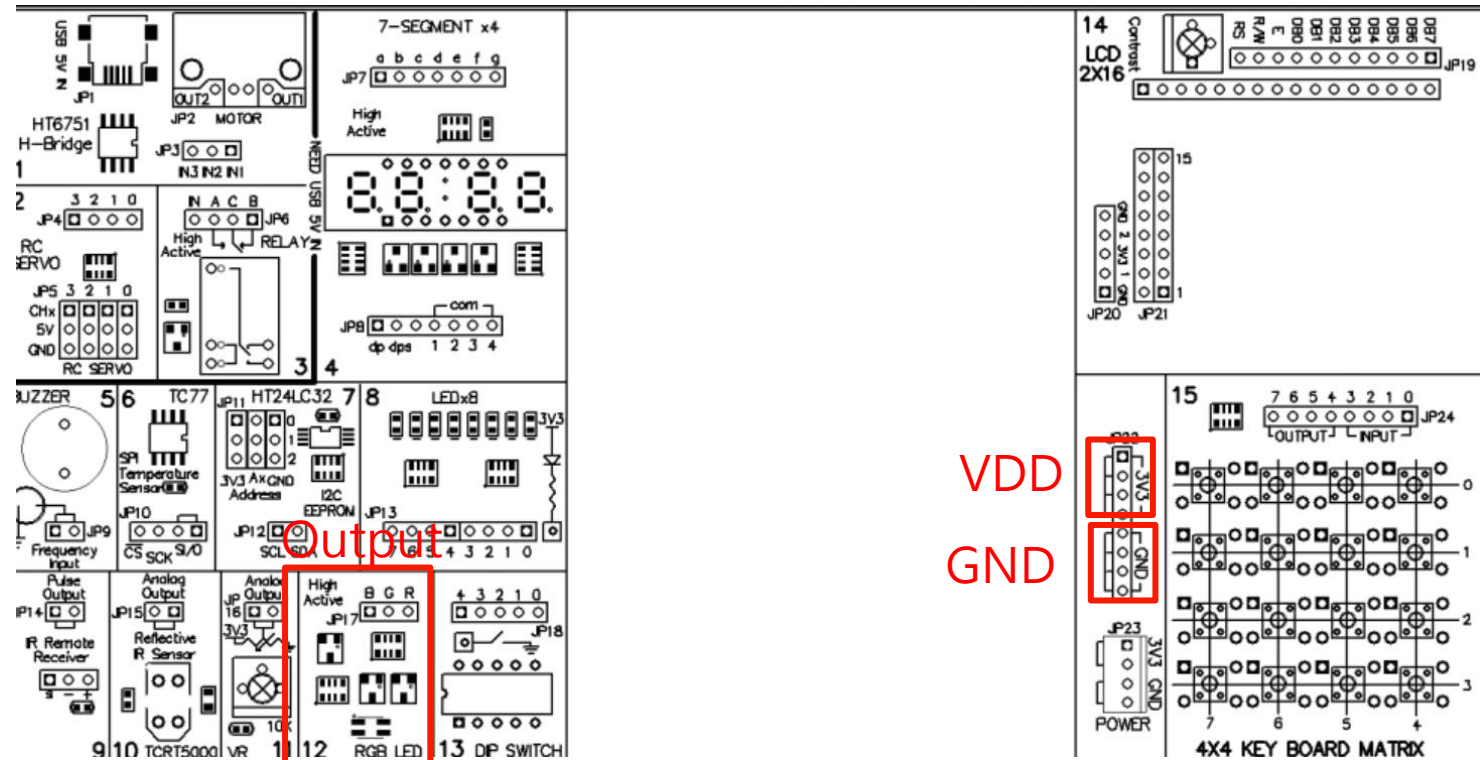 USB 5V IN
JP1
OUT2
OUT1
JP2 MOTOR
HT6751
H-Bridge
JP3
IN3 IN2 IN1
1
NEED USB 5V IN
2
3 2 1 0
JP4
RC
SERVO
JP5 3 2 1 0
CHx
5V
GND
RC SERVO
IN A C B
JP6
High
Active
RELAY
3
7-SEGMENT x4
a b c d e f g
JP7
High
Active
com
JP8
dp dps 1 2 3 4
4
BUZZER 5
JP9
Frequency
Input
6 TC77
SPI
Temperature
Sensor
JP10
CS SCK SI/O
JP11 HT24LC32 7
0
1
2
3V3 Ax GND
Address
I2C
EEPROM
JP12
SCL SDA
8 LEDx8
3V3
JP13
7 6 5 4 3 2 1 0
Output
Pulse
Output
JP14
IR Remote
Receiver
s - +
9
Analog
Output
JP15
Reflective
IR Sensor
10 TCRT5000
Analog
Output
JP
16
3V3
10K
VR 11
High
Active
B G R
JP17
12 RGB LED
4 3 2 1 0
JP18
13 DIP SWITCH
14
LCD
2X16
Contrast
RS R/W E DB0 DB1 DB2 DB3 DB4 DB5 DB6 DB7
JP19
15
1
GND 2 3V3 1 GND
JP20 JP21
VDD
JP22
3V3
GND
GND
JP23
3V3 GND
POWER
15
7 6 5 4 3 2 1 0
JP24
OUTPUT INPUT
0
1
2
3
7 6 5 4
4X4 KEY BOARD MATRIX